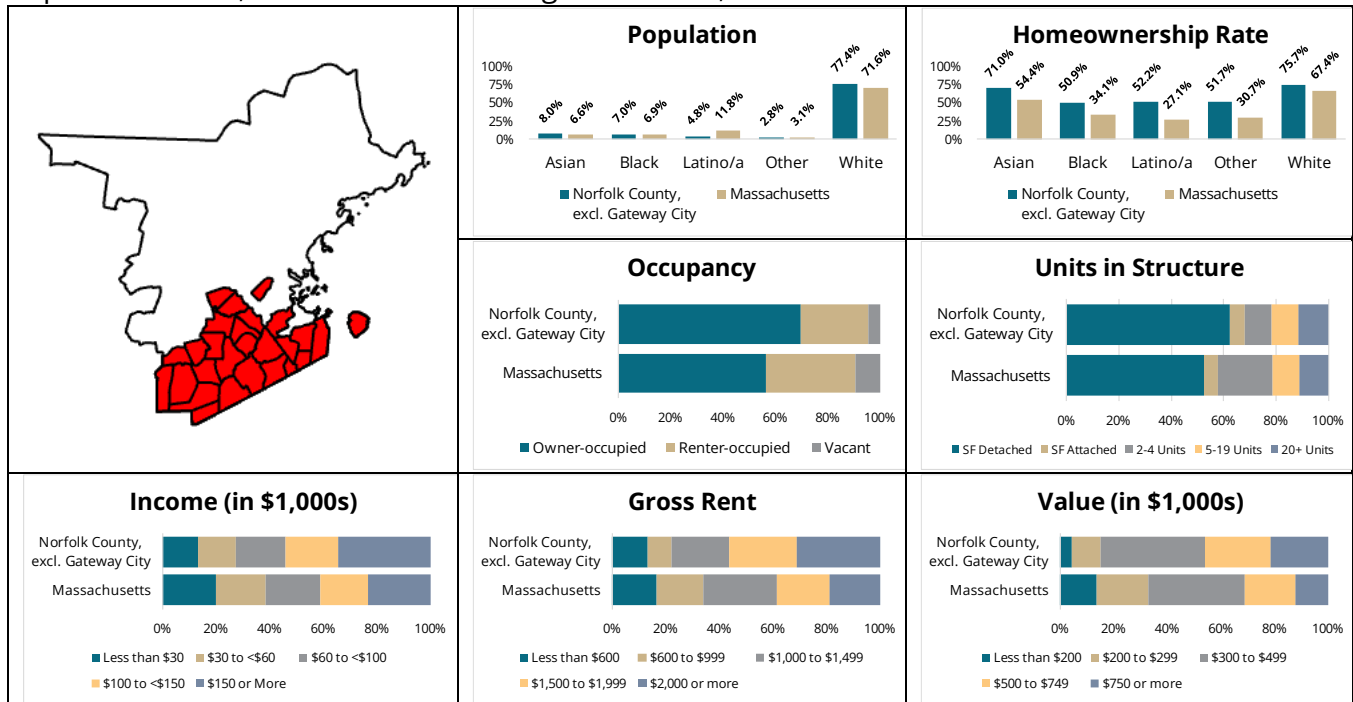 Population
100%
75%
50%
25%
0%
8.0%
6.6%
7.0%
6.9%
4.8%
11.8%
2.8%
3.1%
77.4%
71.6%
Asian Black Latino/a Other White
Norfolk County, excl. Gateway City
Massachusetts
Homeownership Rate
100%
75%
50%
25%
0%
71.0%
54.4%
50.9%
34.1%
52.2%
27.1%
51.7%
30.7%
75.7%
67.4%
Asian Black Latino/a Other White
Norfolk County, excl. Gateway City
Massachusetts
Occupancy
Norfolk County,
excl. Gateway City
Massachusetts
0% 20% 40% 60% 80% 100%
Owner-occupied Renter-occupied Vacant
Units in Structure
Norfolk County,
excl. Gateway City
Massachusetts
0% 20% 40% 60% 80% 100%
SF Detached SF Attached 2-4 Units 5-19 Units 20+ Units
Income (in $1,000s)
Norfolk County,
excl. Gateway City
Massachusetts
0% 20% 40% 60% 80% 100%
Less than $30 $30 to <$60 $60 to <$100
$100 to <$150 $150 or More
Gross Rent
Norfolk County,
excl. Gateway City
Massachusetts
0% 20% 40% 60% 80% 100%
Less than $600 $600 to $999 $1,000 to $1,499
$1,500 to $1,999 $2,000 or more
Value (in $1,000s)
Norfolk County,
excl. Gateway City
Massachusetts
0% 20% 40% 60% 80% 100%
Less than $200 $200 to $299 $300 to $499
$500 to $749 $750 or more